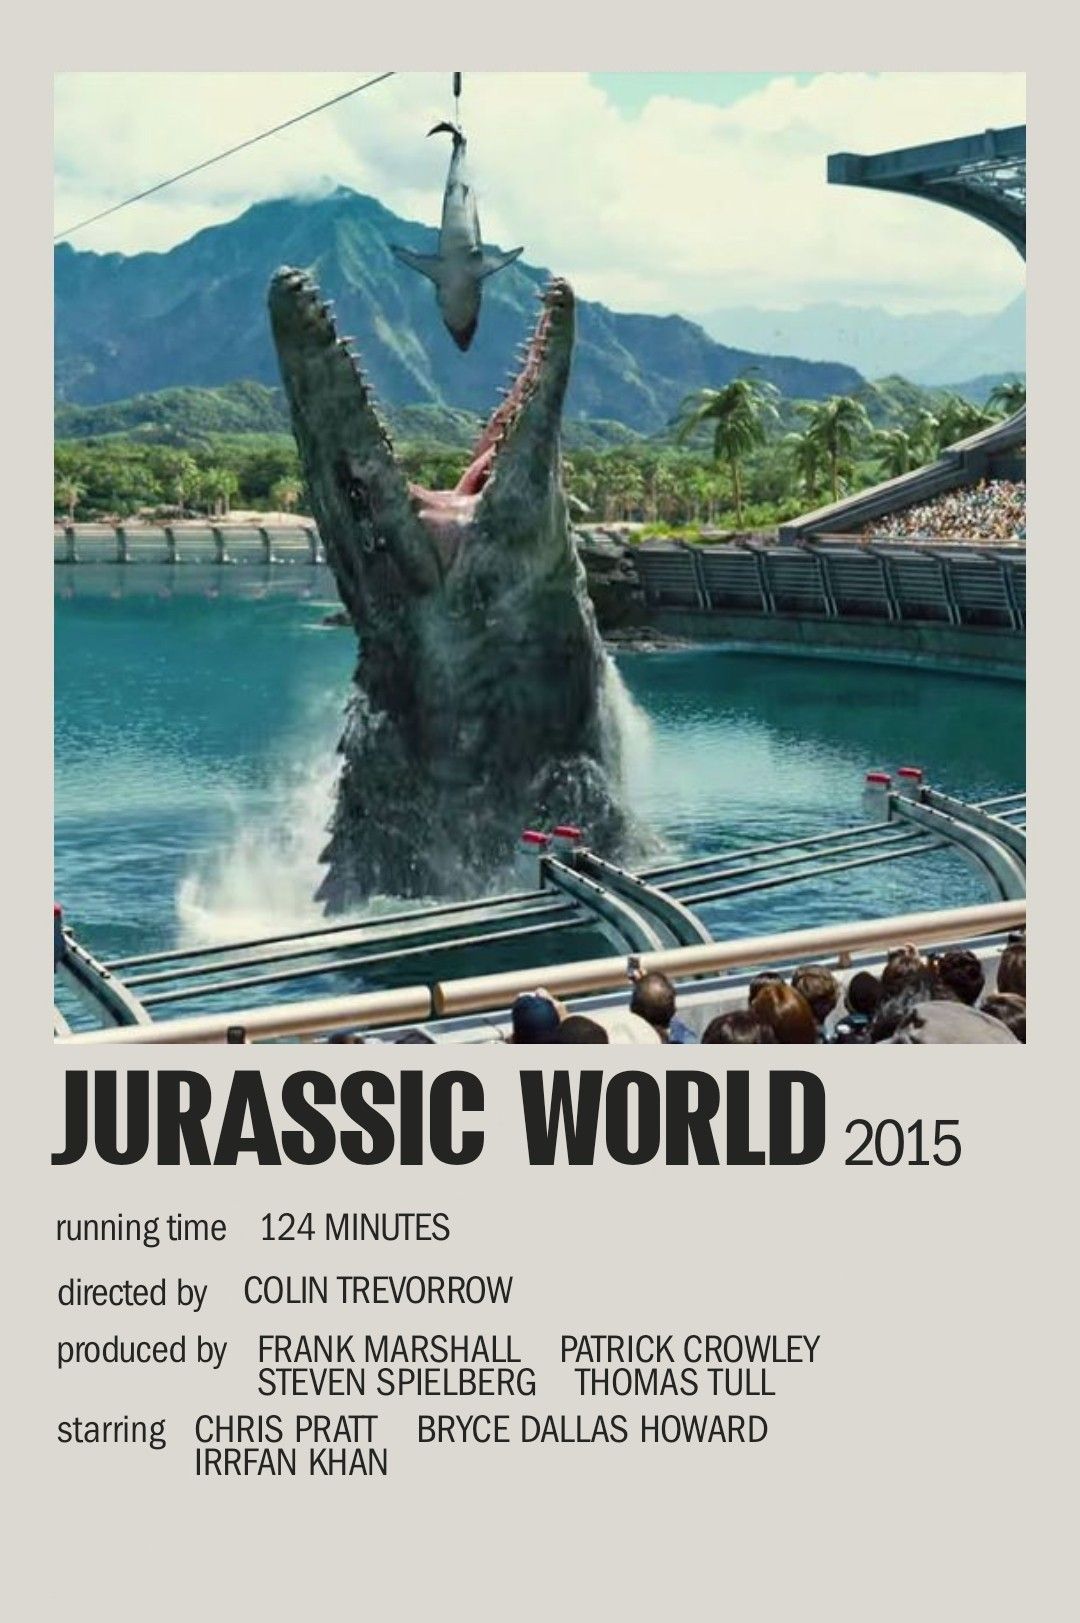 JURASSIC WORLD 2015
running time 124 MINUTES
directed by COLIN TREVORROW
produced by FRANK MARSHALL PATRICK CROWLEY
STEVEN SPIELBERG THOMAS TULL
starring CHRIS PRATT BRYCE DALLAS HOWARD
IRRFAN KHAN